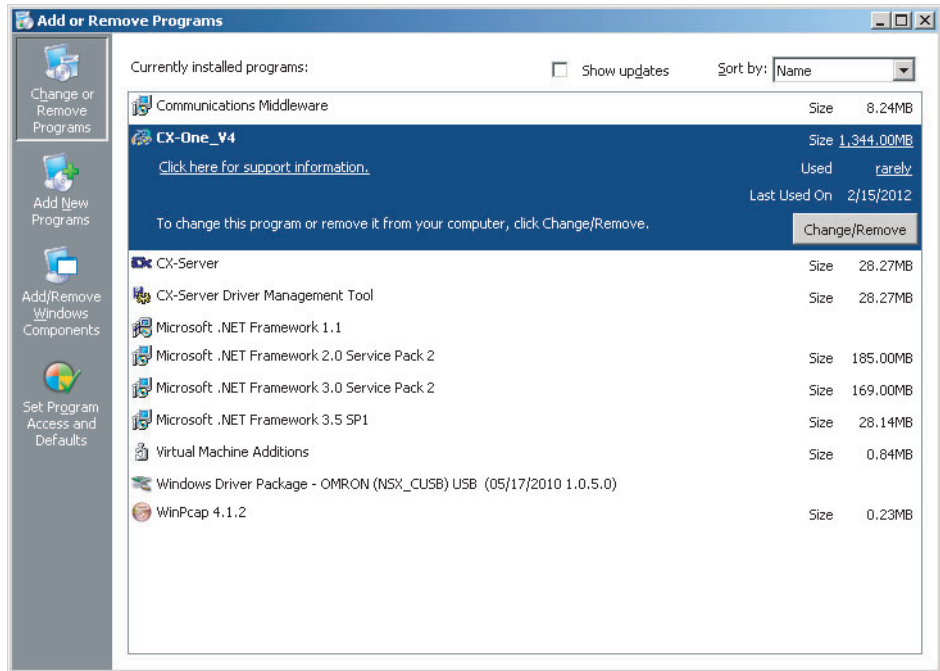 Add or Remove Programs
Change or
Remove
Programs
Add New
Programs
Add/Remove
Windows
Components
Set Program
Access and
Defaults
Currently installed programs:
Show updates
Sort by: Name
Communications Middleware Size 8.24MB
CX-One_V4 Size 1,344.00MB
Click here for support information. Used rarely
Last Used On 2/15/2012
To change this program or remove it from your computer, click Change/Remove. Change/Remove
CX-Server Size 28.27MB
CX-Server Driver Management Tool Size 28.27MB
Microsoft .NET Framework 1.1
Microsoft .NET Framework 2.0 Service Pack 2 Size 185.00MB
Microsoft .NET Framework 3.0 Service Pack 2 Size 169.00MB
Microsoft .NET Framework 3.5 SP1 Size 28.14MB
Virtual Machine Additions Size 0.84MB
Windows Driver Package - OMRON (NSX_CUSB) USB (05/17/2010 1.0.5.0)
WinPcap 4.1.2 Size 0.23MB